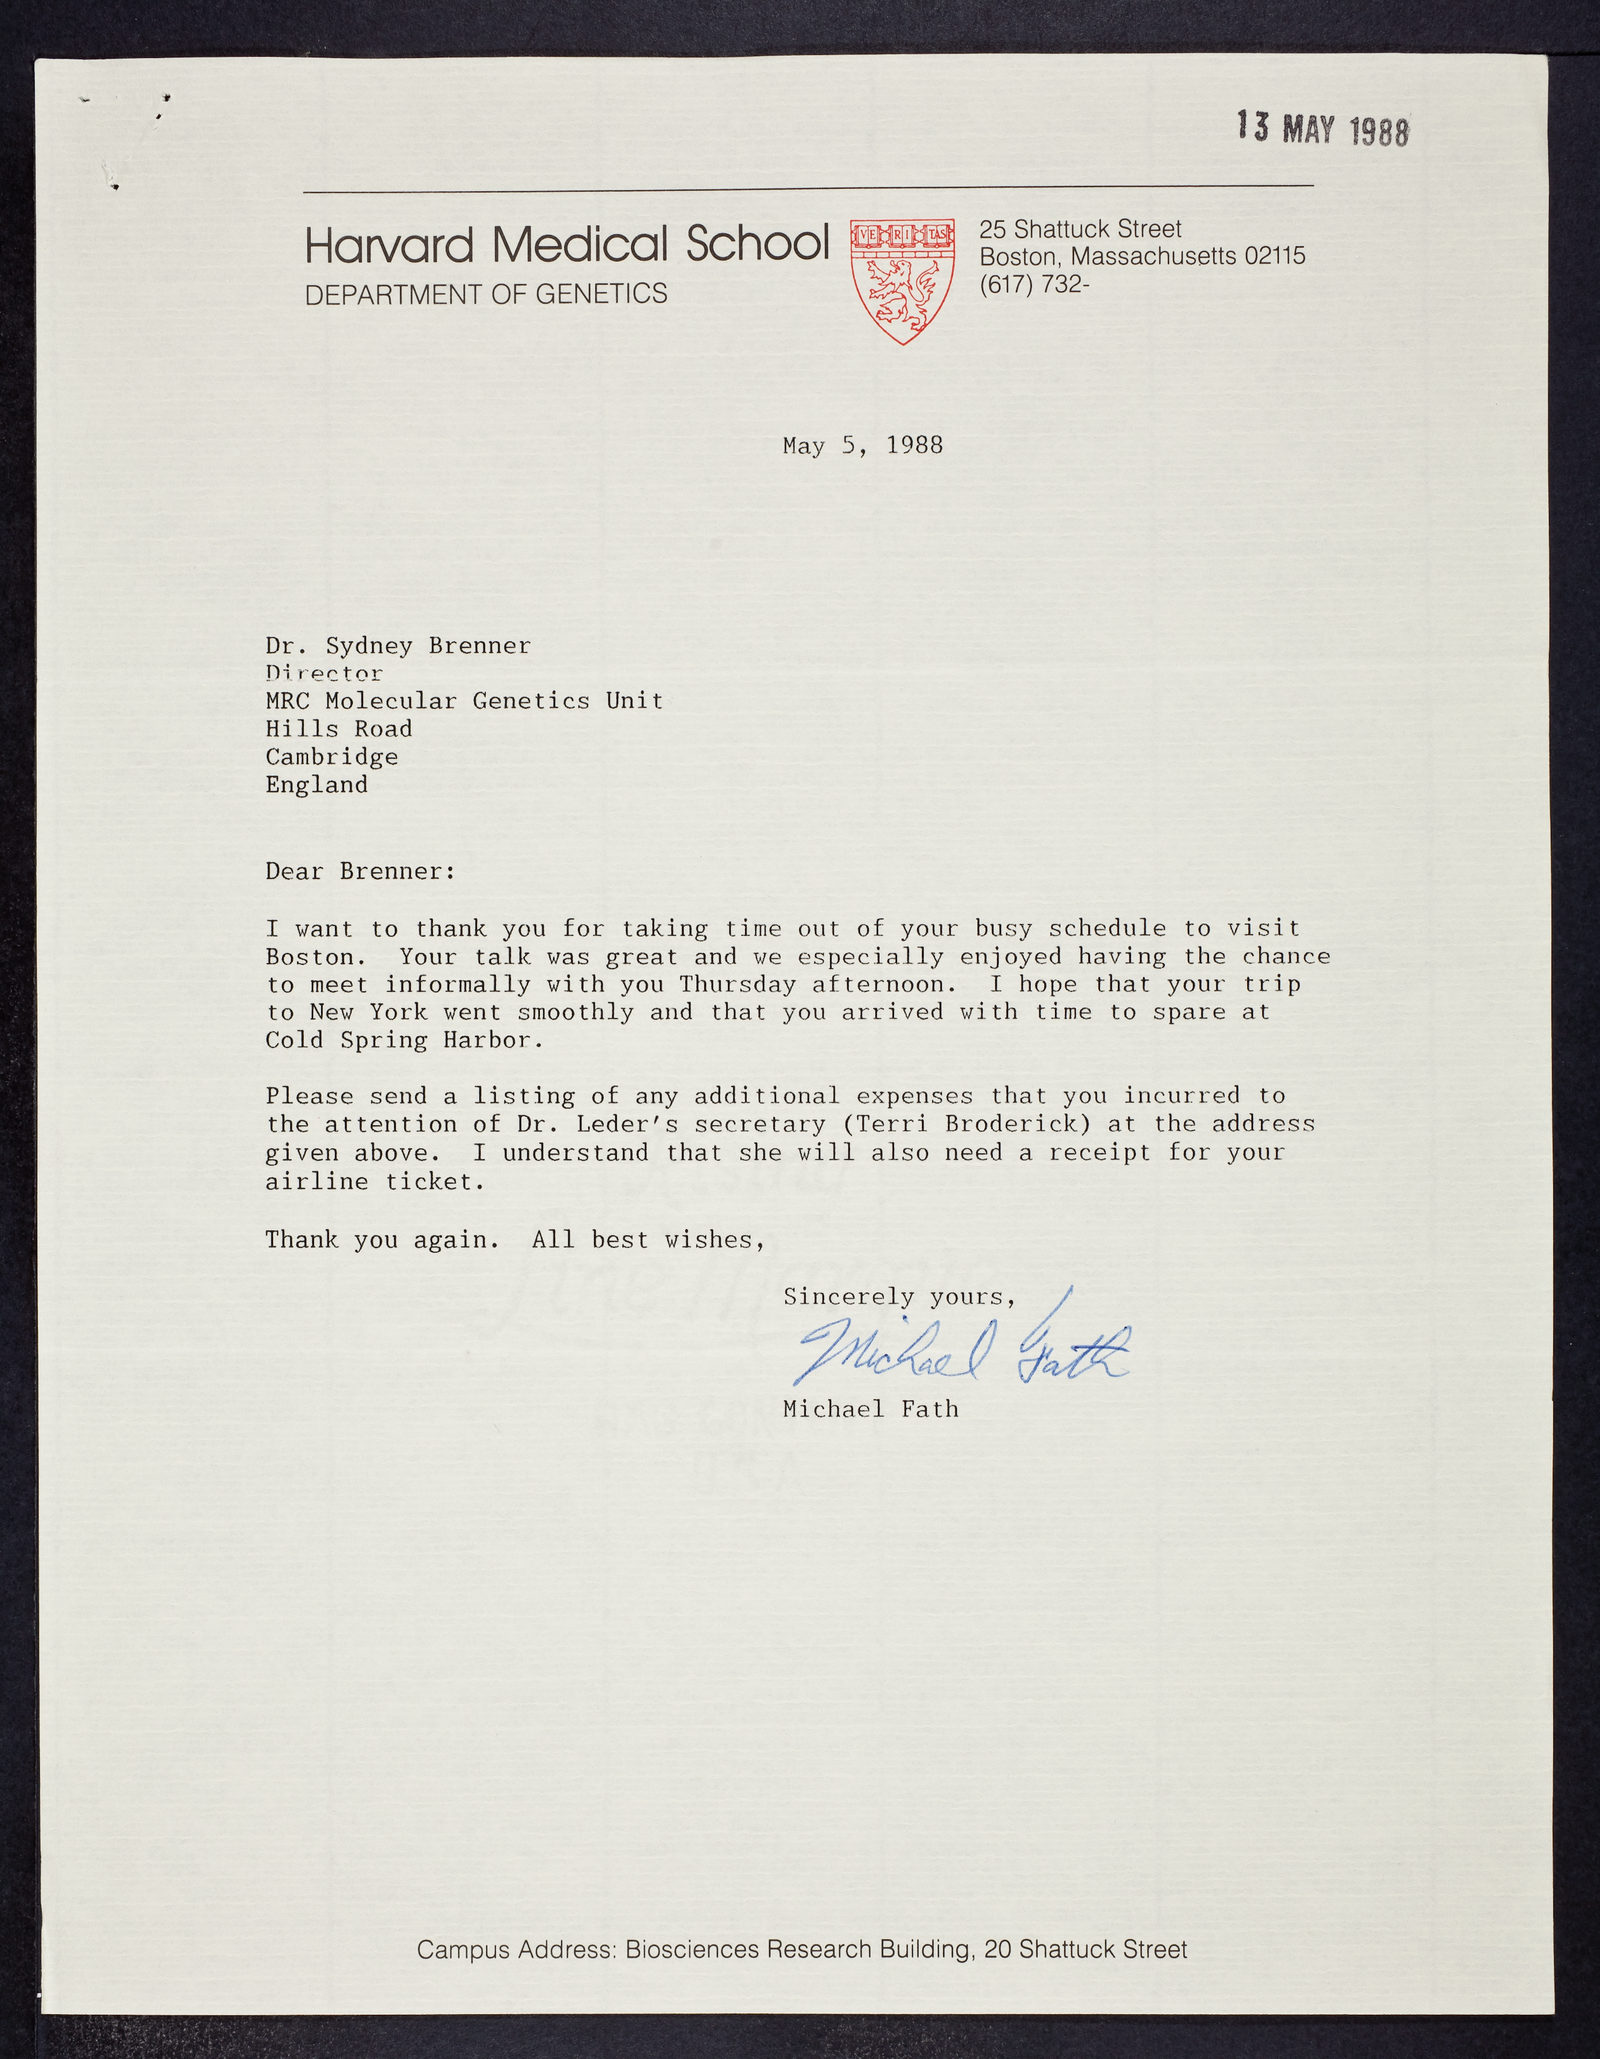 13 MAY 1988
Harvard Medical School
DEPARTMENT OF GENETICS
VE RI TAS
25 Shattuck Street
Boston, Massachusetts 02115
(617) 732-
May 5, 1988
Dr. Sydney Brenner
Director
MRC Molecular Genetics Unit
Hills Road
Cambridge
England
Dear Brenner:
I want to thank you for taking time out of your busy schedule to visit
Boston. Your talk was great and we especially enjoyed having the chance
to meet informally with you Thursday afternoon. I hope that your trip
to New York went smoothly and that you arrived with time to spare at
Cold Spring Harbor.
Please send a listing of any additional expenses that you incurred to
the attention of Dr. Leder's secretary (Terri Broderick) at the address
given above. I understand that she will also need a receipt for your
airline ticket.
Thank you again. All best wishes,
Sincerely yours,
Michael Fath
Michael Fath
Campus Address: Biosciences Research Building, 20 Shattuck Street